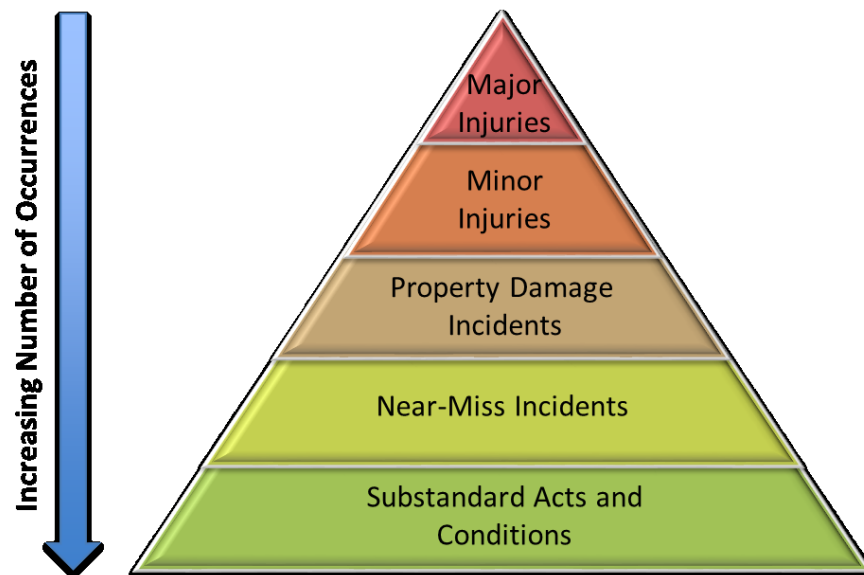 Increasing Number of Occurrences
Major
Injuries
Minor
Injuries
Property Damage
Incidents
Near-Miss Incidents
Substandard Acts and
Conditions